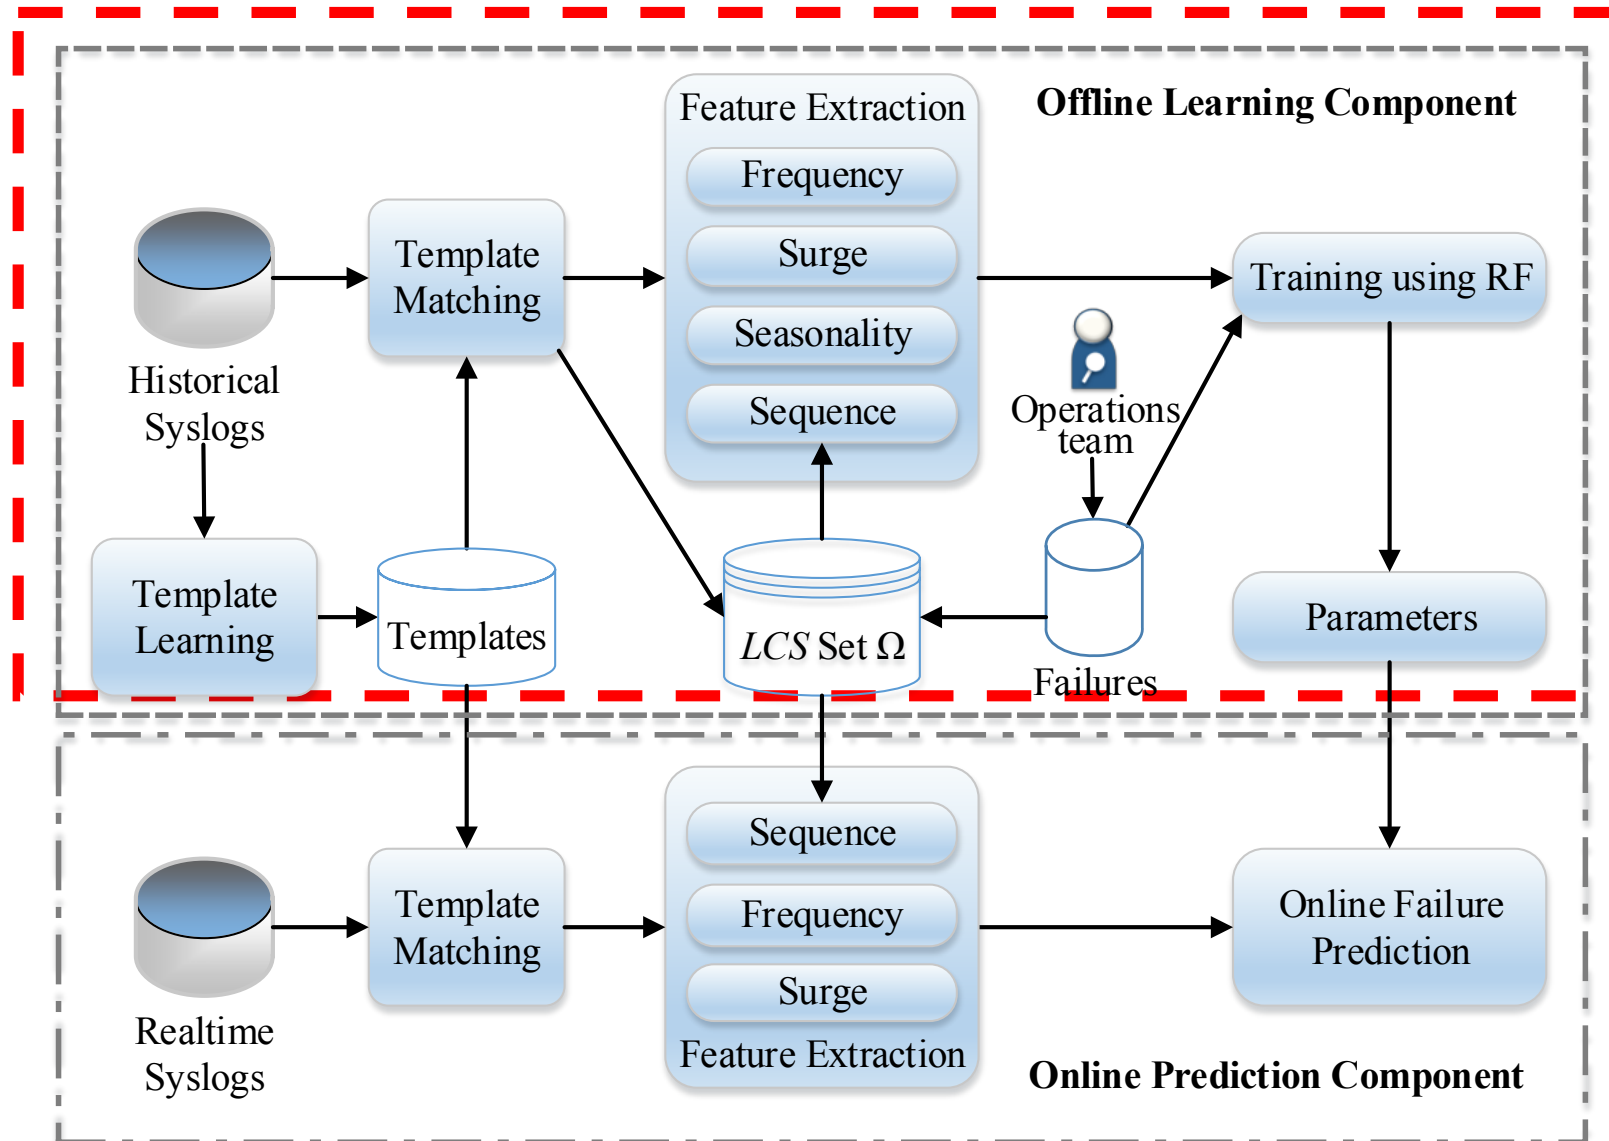 Offline Learning Component
Feature Extraction
Frequency
Surge
Seasonality
Sequence
Template
Matching
Historical
Syslogs
Training using RF
Operations
team
Template
Learning
Templates
LCS Set Ω
Failures
Parameters
Sequence
Frequency
Surge
Feature Extraction
Template
Matching
Realtime
Syslogs
Online Failure
Prediction
Online Prediction Component